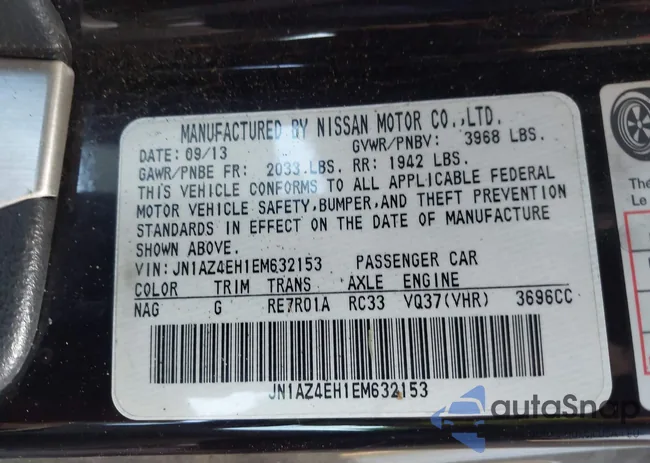 MANUFACTURED BY NISSAN MOTOR CO.,LTD.
DATE: 09/13 GVWR/PNBV: 3968 LBS.
GAWR/PNBE FR: 2033 LBS. RR: 1942 LBS.
THIS VEHICLE CONFORMS TO ALL APPLICABLE FEDERAL
MOTOR VEHICLE SAFETY,BUMPER,AND THEFT PREVENTION
STANDARDS IN EFFECT ON THE DATE OF MANUFACTURE
SHOWN ABOVE.
VIN: JN1AZ4EH1EM632153 PASSENGER CAR
COLOR TRIM TRANS AXLE ENGINE
NAG G RE7R01A RC33 VQ37(VHR) 3696CC
JN1AZ4EH1EM632153
The
Le
autoSnap